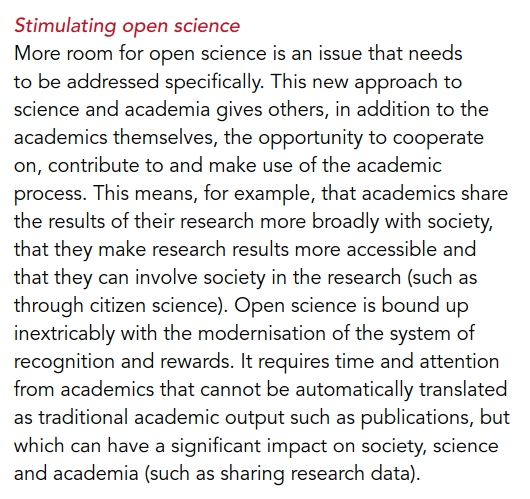 Stimulating open science
More room for open science is an issue that needs
to be addressed specifically. This new approach to
science and academia gives others, in addition to the
academics themselves, the opportunity to cooperate
on, contribute to and make use of the academic
process. This means, for example, that academics share
the results of their research more broadly with society,
that they make research results more accessible and
that they can involve society in the research (such as
through citizen science). Open science is bound up
inextricably with the modernisation of the system of
recognition and rewards. It requires time and attention
from academics that cannot be automatically translated
as traditional academic output such as publications, but
which can have a significant impact on society, science
and academia (such as sharing research data).